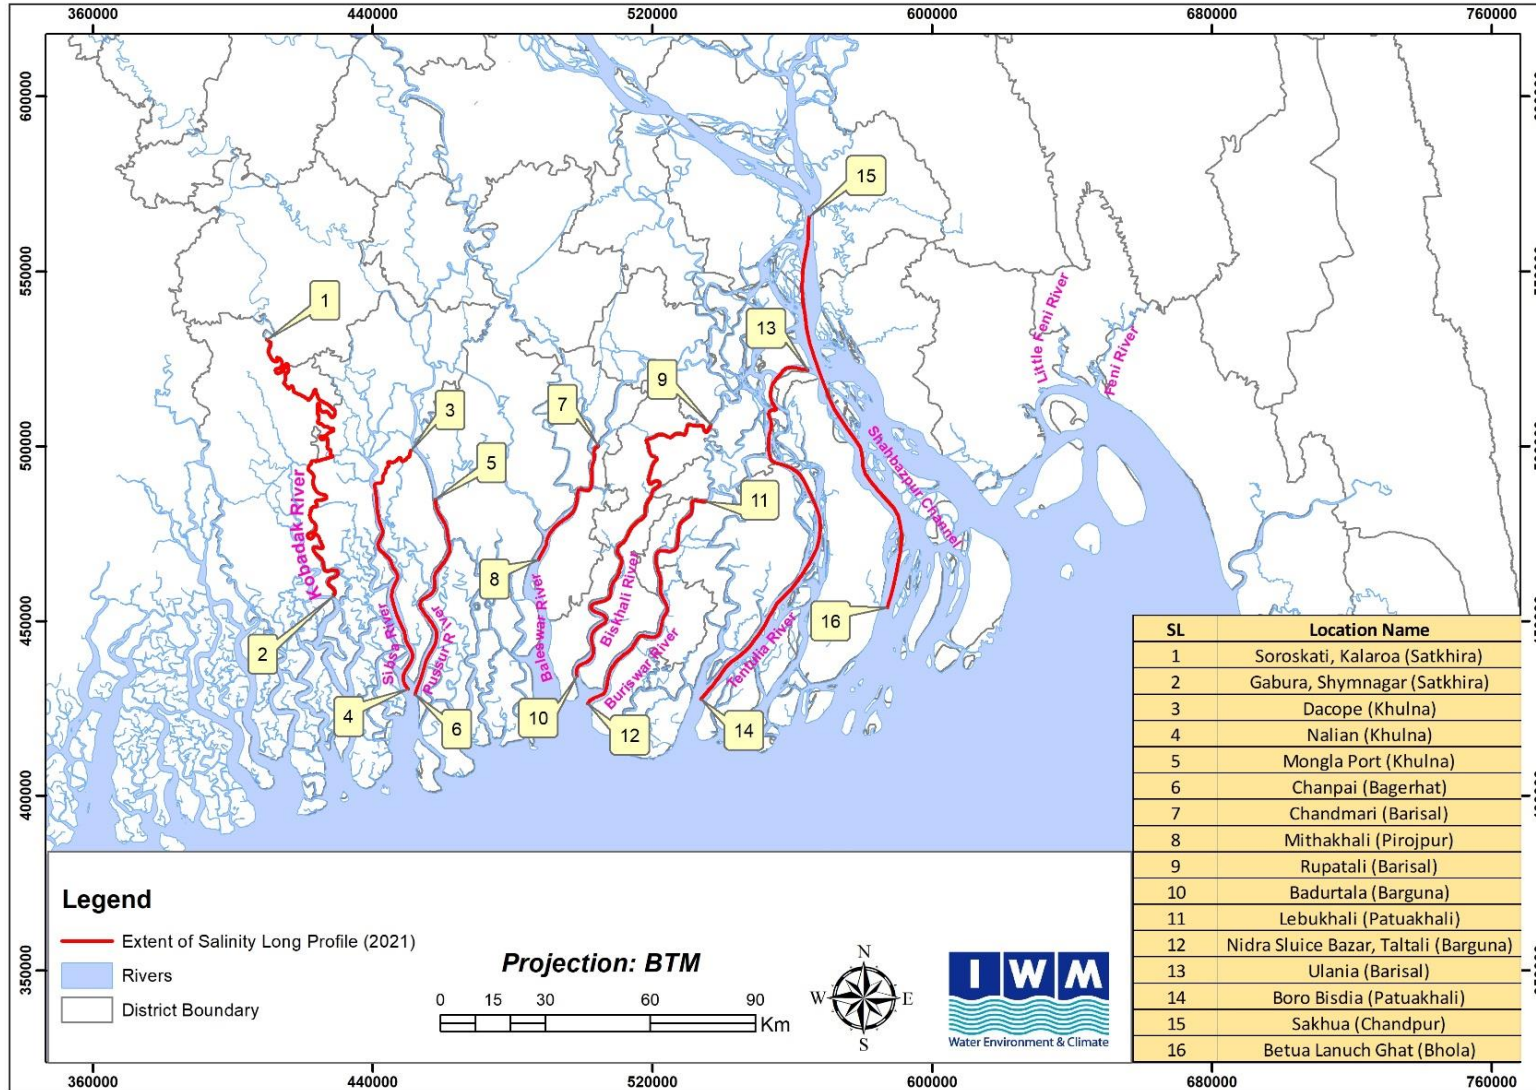 360000 440000 520000 600000 680000 760000
600000
550000
500000
450000
400000
350000
15
1
13
9
7
3
5
11
8
16
2
4
6
10
12
14
Little Feni River
Feni River
Shahbazpur Channel
Kobadak River
Sibsa River
Pussur R ver
Baleswar River
Biskhali River
Buriswar River
Tentulia River
SL Location Name
1 Soroskati, Kalaroa (Satkhira)
2 Gabura, Shymnagar (Satkhira)
3 Dacope (Khulna)
4 Nalian (Khulna)
5 Mongla Port (Khulna)
6 Chanpai (Bagerhat)
7 Chandmari (Barisal)
8 Mithakhali (Pirojpur)
9 Rupatali (Barisal)
10 Badurtala (Barguna)
11 Lebukhali (Patuakhali)
12 Nidra Sluice Bazar, Taltali (Barguna)
13 Ulania (Barisal)
14 Boro Bisdia (Patuakhali)
15 Sakhua (Chandpur)
16 Betua Lanuch Ghat (Bhola)
Legend
Extent of Salinity Long Profile (2021)
Rivers
District Boundary
Projection: BTM
0 15 30 60 90
Km
N
W E
S
I W M
Water Environment & Climate
360000 440000 520000 600000 680000 760000